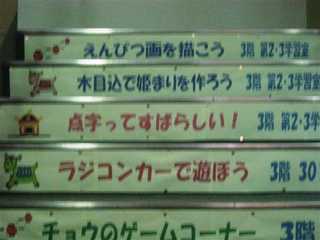 えんぴつ画を描こう 3階 第2・3学習室
木目込で姫まりを作ろう 3階 第2・3学習室
点字ってすばらしい! 3階 第2・3学
ラジコンカーで遊ぼう 3階 30
チョウのゲームコーナー 3階